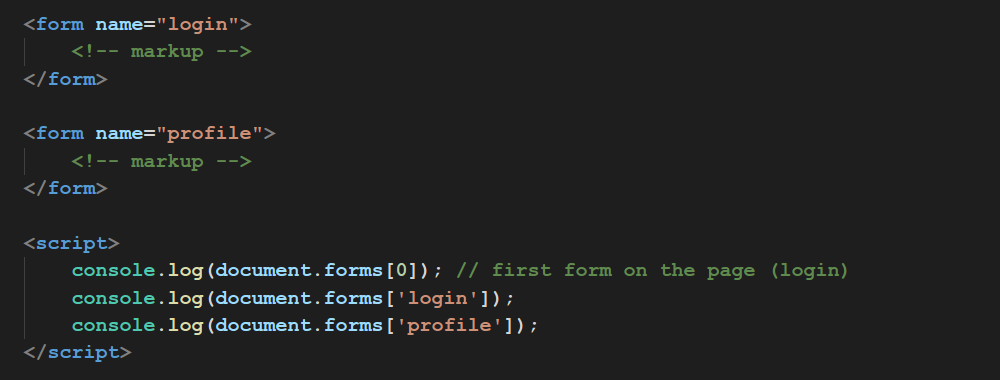 <form name="login">
    <!-- markup -->
</form>

<form name="profile">
    <!-- markup -->
</form>

<script>
    console.log(document.forms[0]); // first form on the page (login)
    console.log(document.forms['login']);
    console.log(document.forms['profile']);
</script>